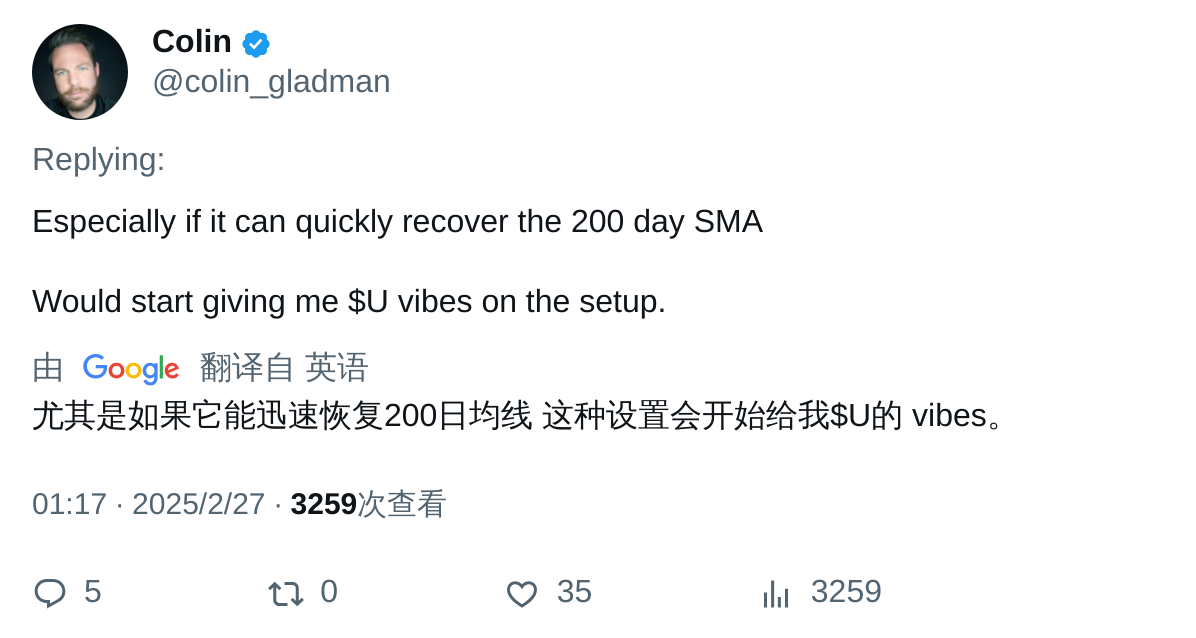 Colin
@colin_gladman
Replying:
Especially if it can quickly recover the 200 day SMA
Would start giving me $U vibes on the setup.
由 Google 翻译自 英语
尤其是如果它能迅速恢复200日均线 这种设置会开始给我$U的 vibes。
01:17 · 2025/2/27 · 3259次查看
5 0 35 3259